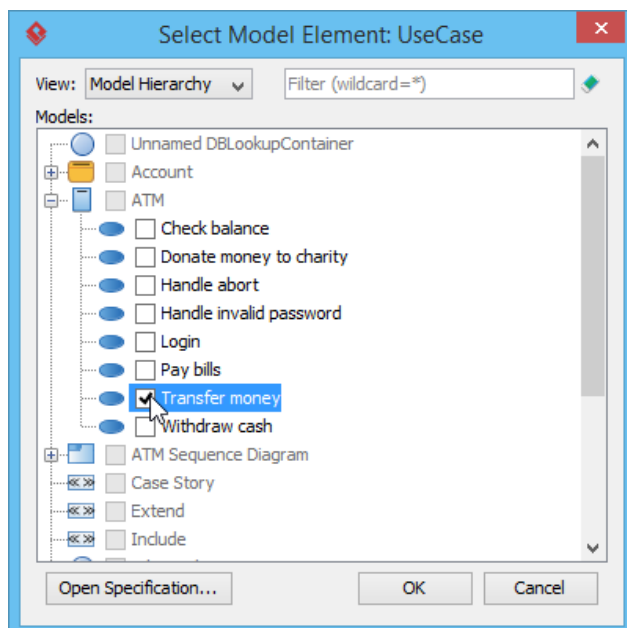 Select Model Element: UseCase
View: Model Hierarchy Filter (wildcard=*)
Models:
Unnamed DBLookupContainer
Account
ATM
Check balance
Donate money to charity
Handle abort
Handle invalid password
Login
Pay bills
Transfer money
Withdraw cash
ATM Sequence Diagram
Case Story
Extend
Include
Open Specification... OK Cancel